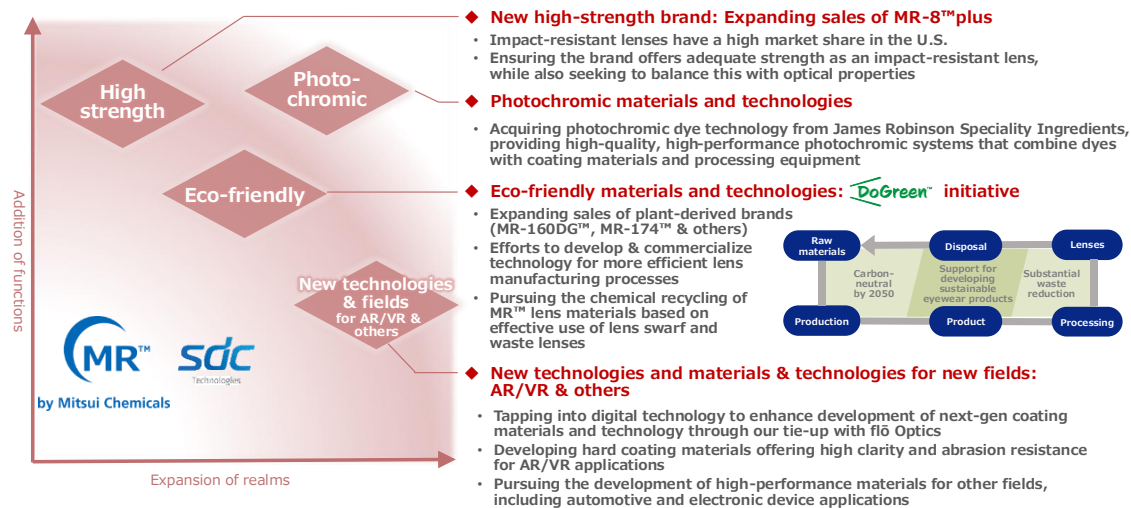 Addition of functions
High
strength
Photo-
chromic
Eco-friendly
New technologies
& fields
for AR/VR &
others
MR™
by Mitsui Chemicals
sdc
Technologies
Expansion of realms
◆ New high-strength brand: Expanding sales of MR-8™plus
• Impact-resistant lenses have a high market share in the U.S.
• Ensuring the brand offers adequate strength as an impact-resistant lens,
while also seeking to balance this with optical properties
◆ Photochromic materials and technologies
• Acquiring photochromic dye technology from James Robinson Speciality Ingredients,
providing high-quality, high-performance photochromic systems that combine dyes
with coating materials and processing equipment
◆ Eco-friendly materials and technologies: DoGreen™ initiative
• Expanding sales of plant-derived brands
(MR-160DG™, MR-174™ & others)
• Efforts to develop & commercialize
technology for more efficient lens
manufacturing processes
• Pursuing the chemical recycling of
MR™ lens materials based on
effective use of lens swarf and
waste lenses
Raw
materials
Disposal
Lenses
Carbon-
neutral
by 2050
Support for
developing
sustainable
eyewear products
Substantial
waste
reduction
Production
Product
Processing
◆ New technologies and materials & technologies for new fields:
AR/VR & others
• Tapping into digital technology to enhance development of next-gen coating
materials and technology through our tie-up with flō Optics
• Developing hard coating materials offering high clarity and abrasion resistance
for AR/VR applications
• Pursuing the development of high-performance materials for other fields,
including automotive and electronic device applications